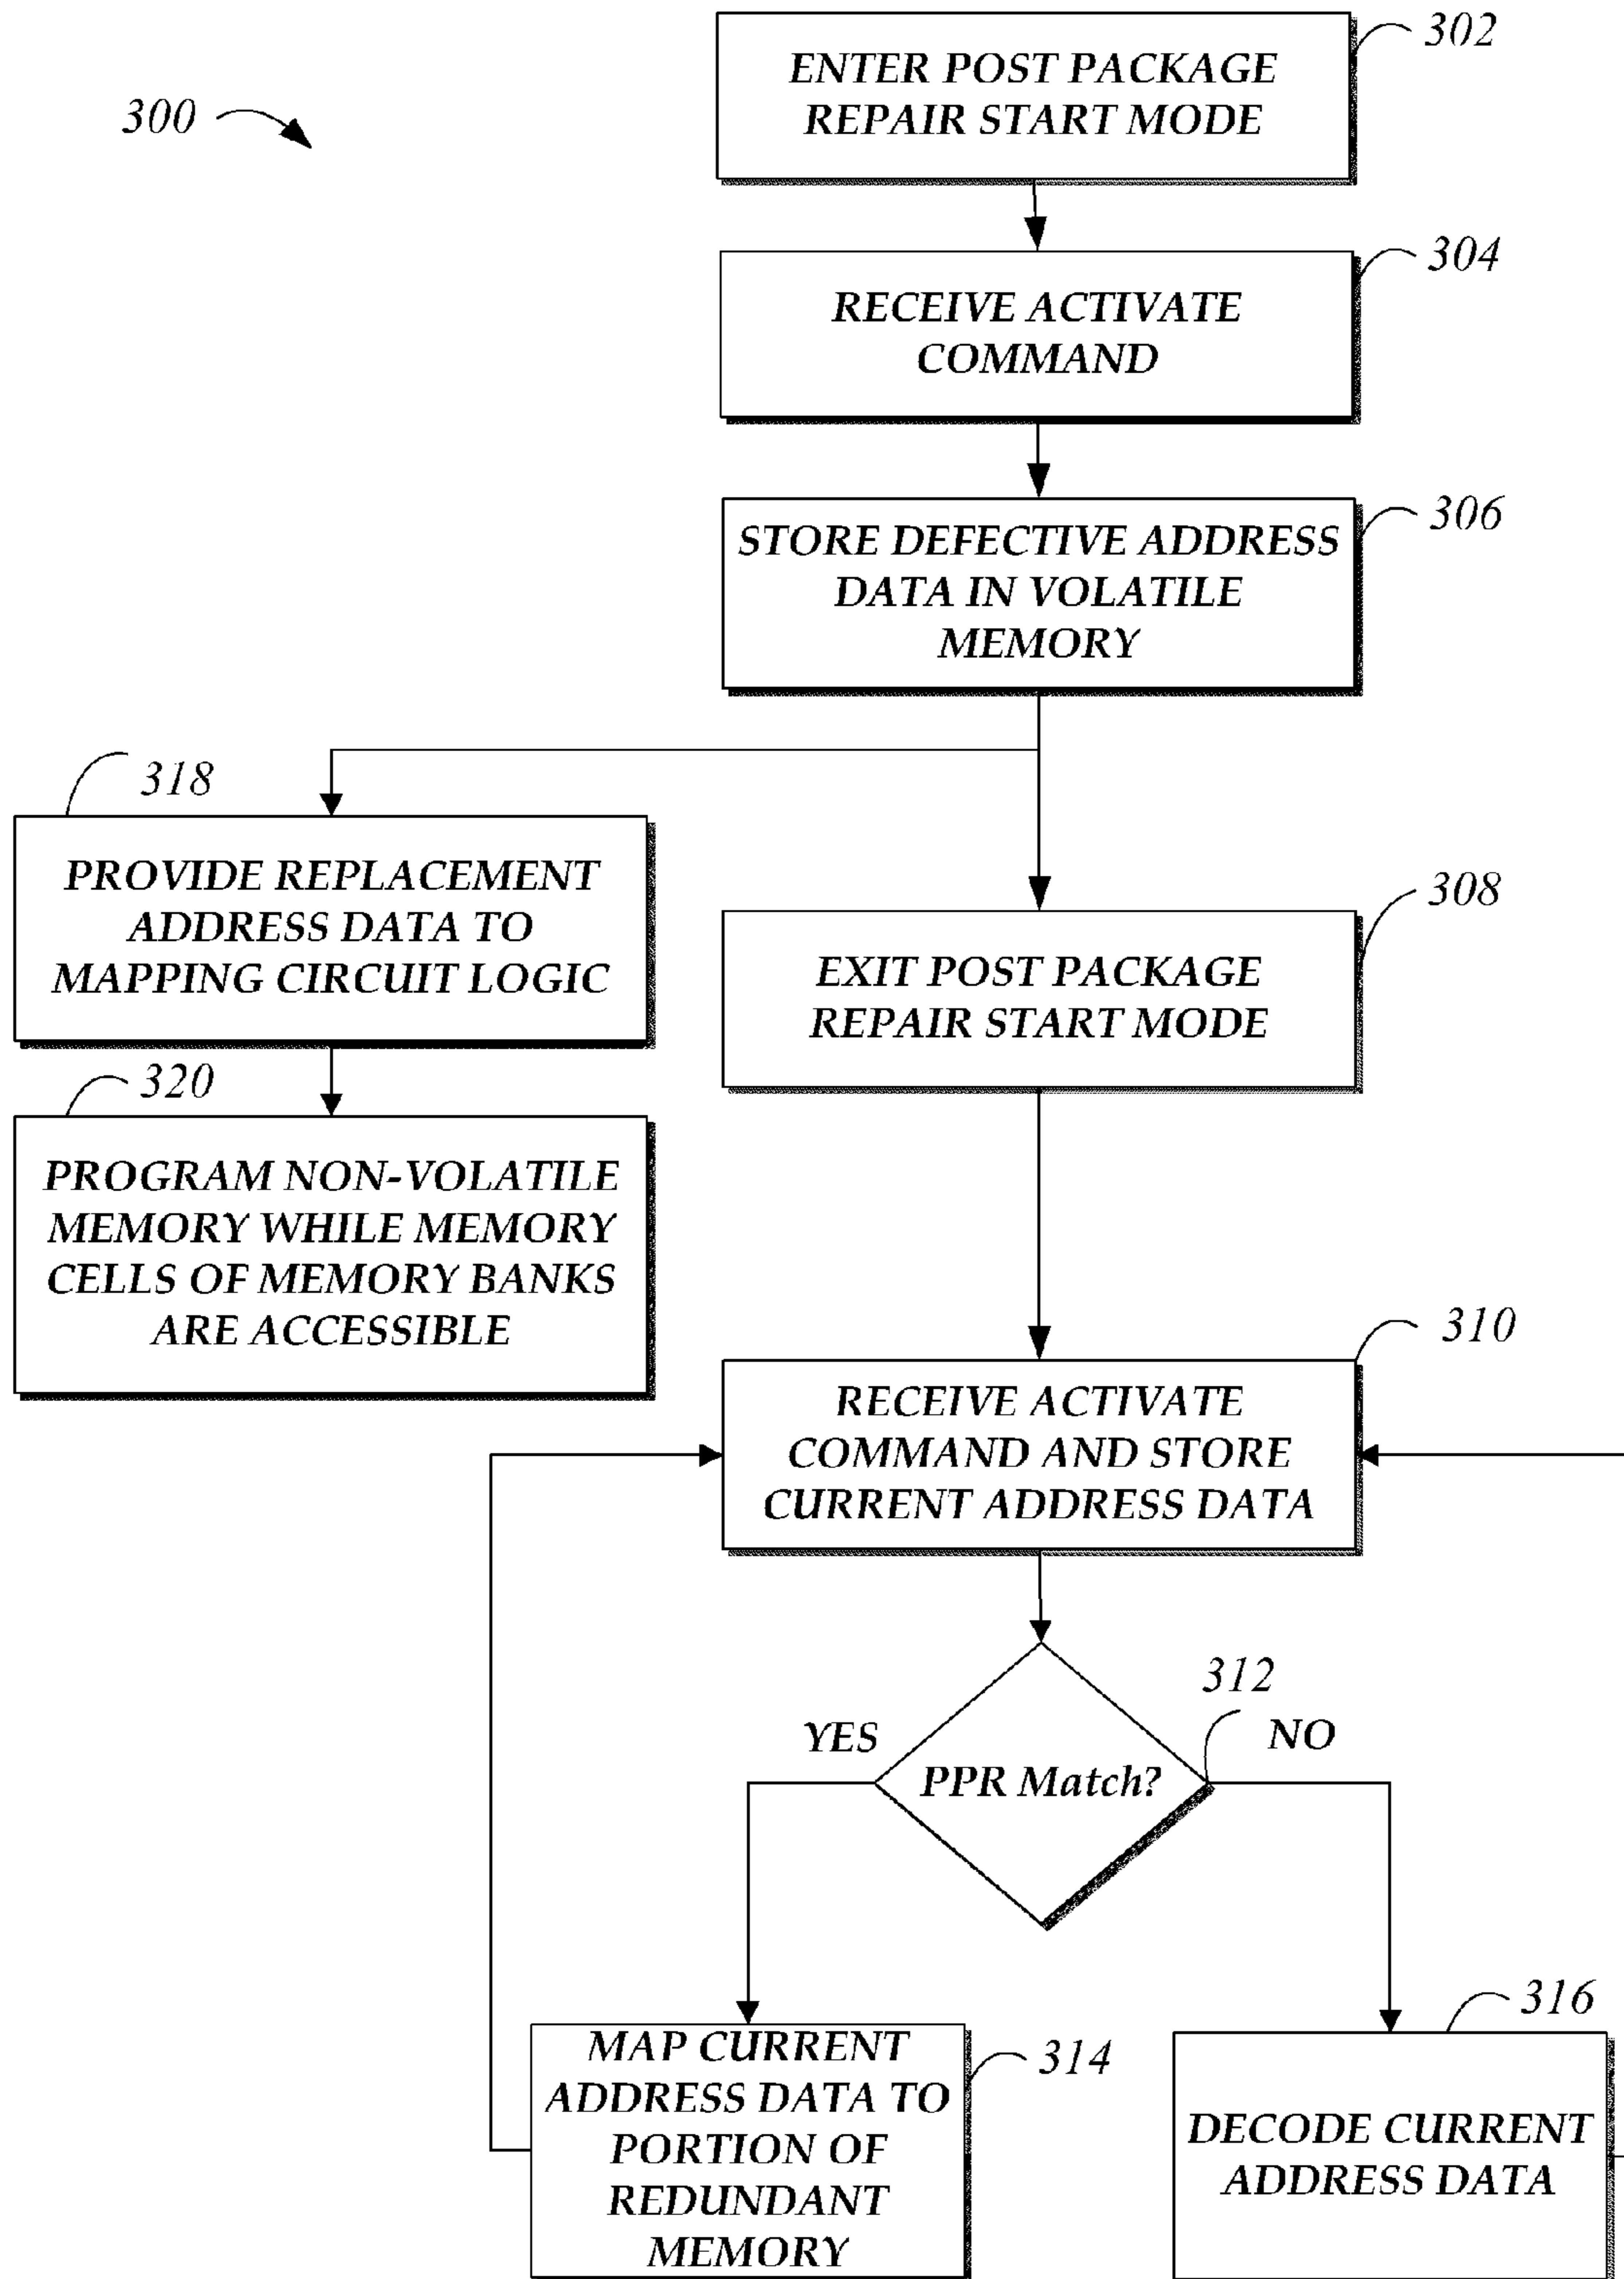 300
302
ENTER POST PACKAGE
REPAIR START MODE
304
RECEIVE ACTIVATE
COMMAND
306
STORE DEFECTIVE ADDRESS
DATA IN VOLATILE
MEMORY
318
PROVIDE REPLACEMENT
ADDRESS DATA TO
MAPPING CIRCUIT LOGIC
308
EXIT POST PACKAGE
REPAIR START MODE
320
PROGRAM NON-VOLATILE
MEMORY WHILE MEMORY
CELLS OF MEMORY BANKS
ARE ACCESSIBLE
310
RECEIVE ACTIVATE
COMMAND AND STORE
CURRENT ADDRESS DATA
312
YES
NO
PPR Match?
314
MAP CURRENT
ADDRESS DATA TO
PORTION OF
REDUNDANT
MEMORY
316
DECODE CURRENT
ADDRESS DATA